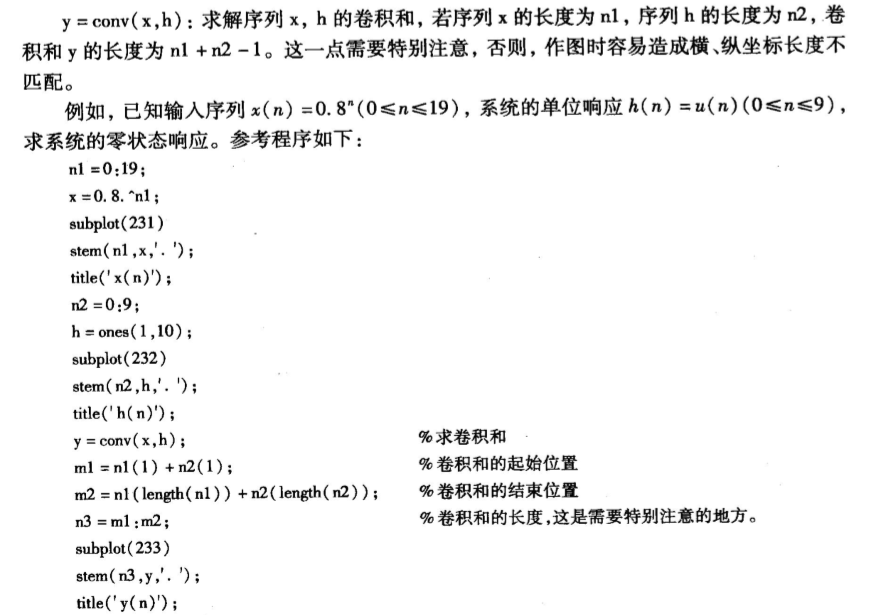 y=conv(x,h):求解序列 x, h 的卷积和,若序列 x 的长度为 n1,序列 h 的长度为 n2,卷
积和 y 的长度为 n1+n2-1。这一点需要特别注意,否则,作图时容易造成横、纵坐标长度不
匹配。
例如,已知输入序列 x(n)=0.8ⁿ(0≤n≤19),系统的单位响应 h(n)=u(n)(0≤n≤9),
求系统的零状态响应。参考程序如下:
n1=0:19;
x=0.8.^n1;
subplot(231)
stem(n1,x,'.');
title('x(n)');
n2=0:9;
h=ones(1,10);
subplot(232)
stem(n2,h,'.');
title('h(n)');
y=conv(x,h); %求卷积和
m1=n1(1)+n2(1); %卷积和的起始位置
m2=n1(length(n1))+n2(length(n2)); %卷积和的结束位置
n3=m1:m2; %卷积和的长度,这是需要特别注意的地方。
subplot(233)
stem(n3,y,'.');
title('y(n)');